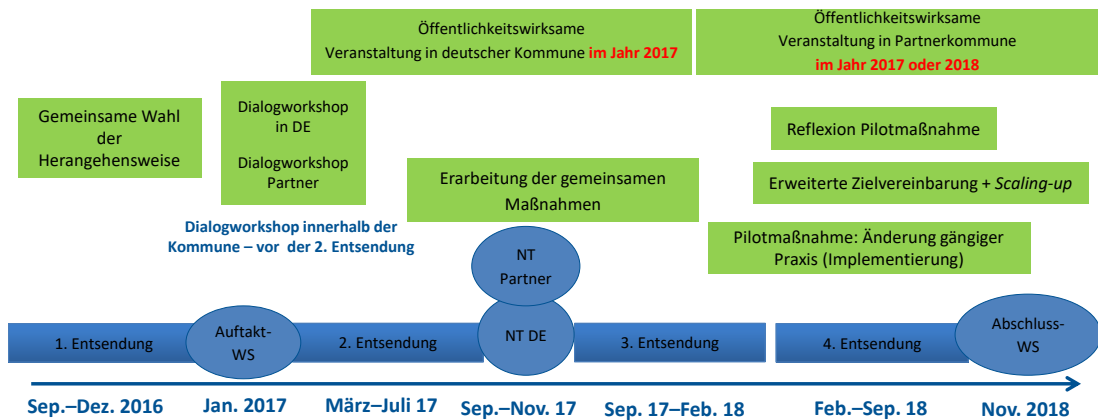 Öffentlichkeitswirksame
Veranstaltung in deutscher Kommune im Jahr 2017
Öffentlichkeitswirksame
Veranstaltung in Partnerkommune
im Jahr 2017 oder 2018
Gemeinsame Wahl
der
Herangehensweise
Dialogworkshop
in DE
Dialogworkshop
Partner
Dialogworkshop innerhalb der
Kommune – vor der 2. Entsendung
Erarbeitung der gemeinsamen
Maßnahmen
Reflexion Pilotmaßnahme
Erweiterte Zielvereinbarung + Scaling-up
Pilotmaßnahme: Änderung gängiger
Praxis (Implementierung)
NT
Partner
NT DE
1. Entsendung
Auftakt-
WS
2. Entsendung
3. Entsendung
4. Entsendung
Abschluss-
WS
Sep.–Dez. 2016
Jan. 2017
März–Juli 17
Sep.–Nov. 17
Sep. 17–Feb. 18
Feb.–Sep. 18
Nov. 2018